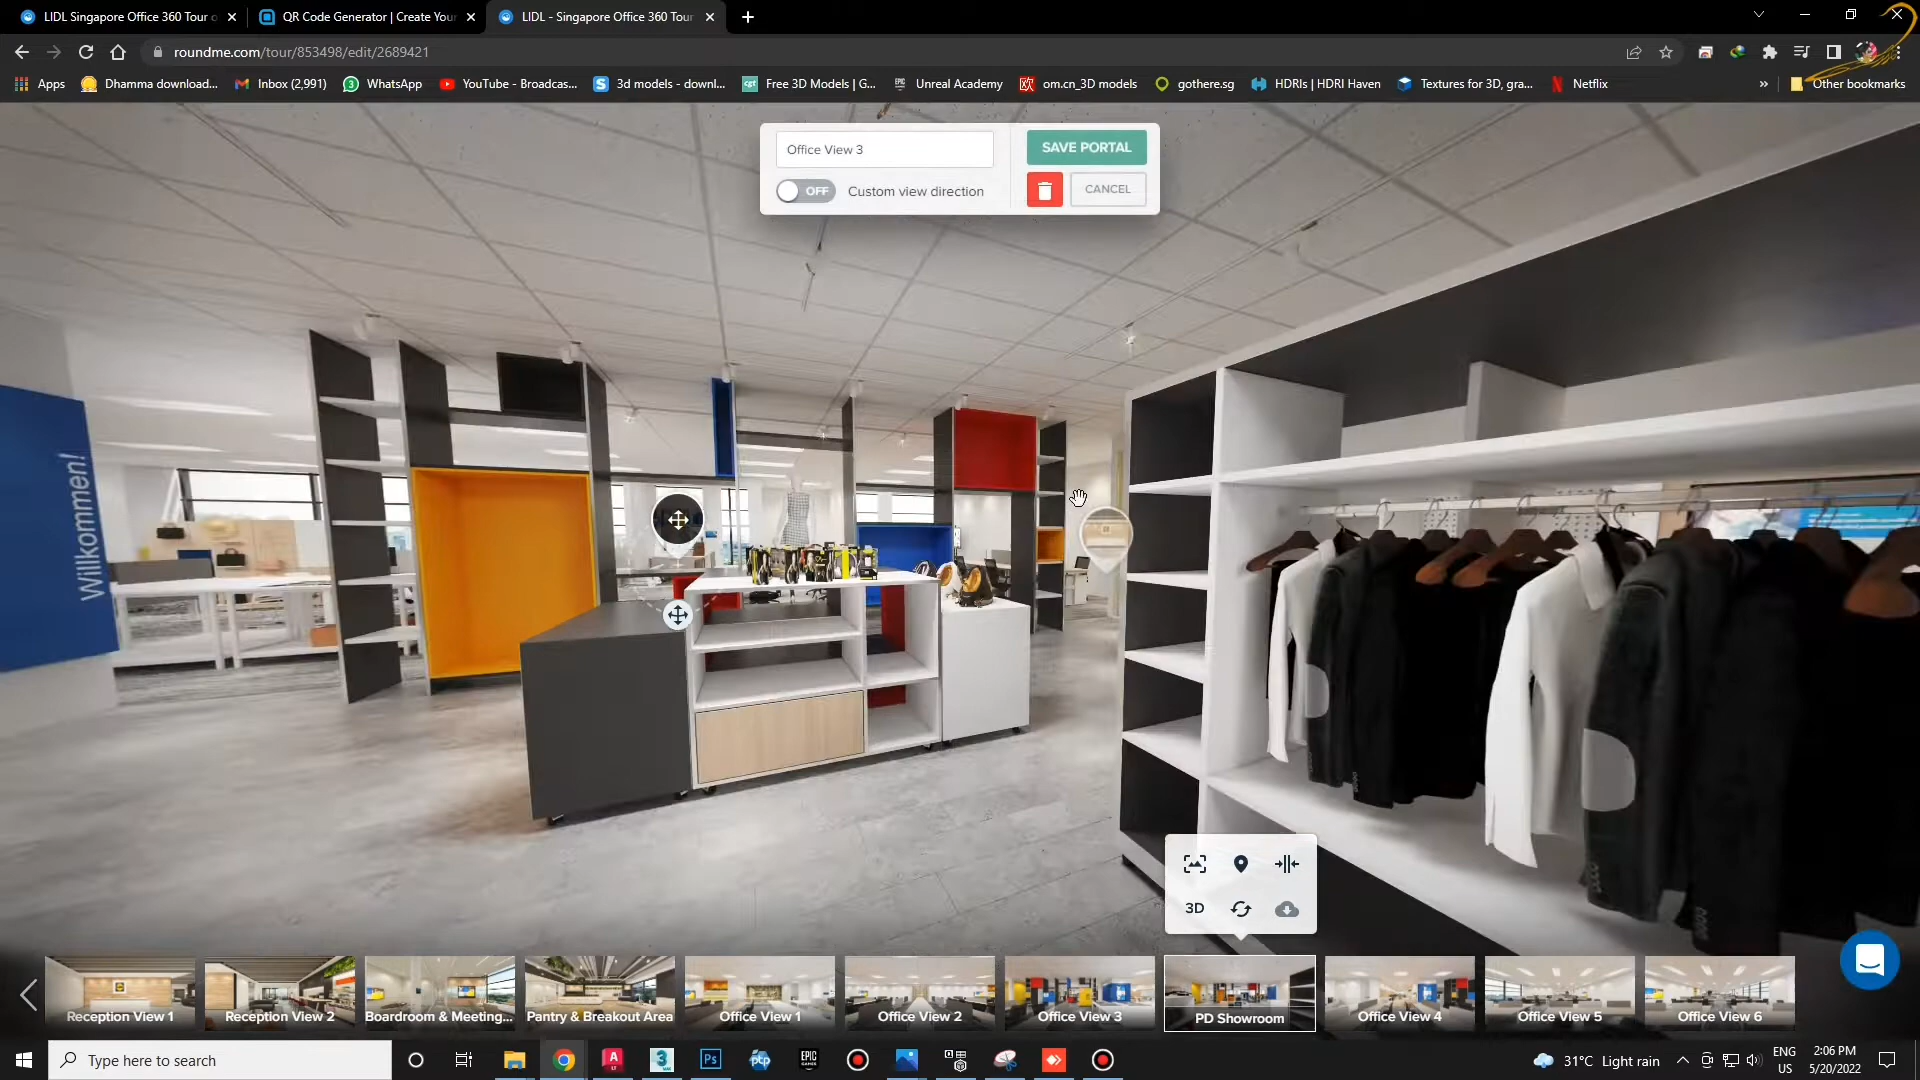 LIDL Singapore Office 360 Tour o
QR Code Generator | Create Your
LIDL - Singapore Office 360 Tour
roundme.com/tour/853498/edit/2689421
Apps
Dhamma download...
Inbox (2,991)
WhatsApp
YouTube - Broadcas...
3d models - downl...
Free 3D Models | G...
Unreal Academy
om.cn_3D models
gothere.sg
HDRIs | HDRI Haven
Textures for 3D, gra...
Netflix
»
Other bookmarks
Office View 3
SAVE PORTAL
OFF
Custom view direction
CANCEL
Willkommen!
3D
Reception View 1
Reception View 2
Boardroom & Meeting...
Pantry & Breakout Area
Office View 1
Office View 2
Office View 3
PD Showroom
Office View 4
Office View 5
Office View 6
Type here to search
31°C Light rain
ENG
US
2:06 PM
5/20/2022